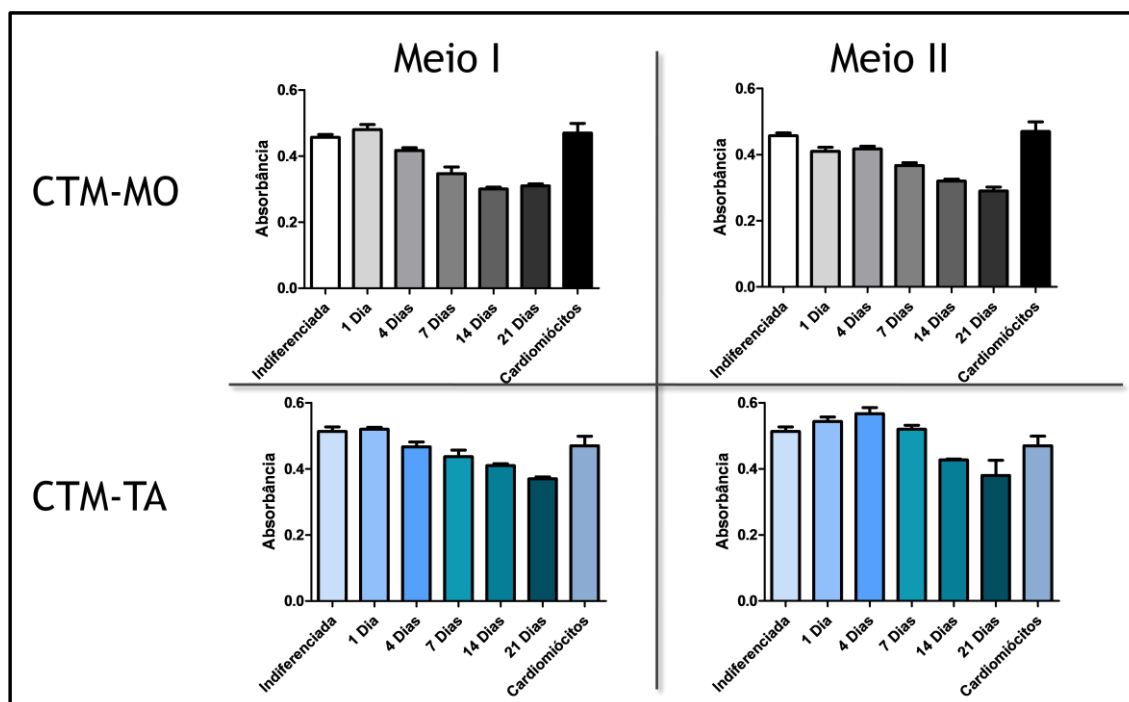 Meio I
Meio II
CTM-MO
Absorbância
0.6
0.4
0.2
0.0
Indiferenciada
1 Dia
4 Dias
7 Dias
14 Dias
21 Dias
Cardiomiócitos
Absorbância
0.6
0.4
0.2
0.0
Indiferenciada
1 Dia
4 Dias
7 Dias
14 Dias
21 Dias
Cardiomiócitos
CTM-TA
Absorbância
0.6
0.4
0.2
0.0
Indiferenciada
1 Dia
4 Dias
7 Dias
14 Dias
21 Dias
Cardiomiócitos
Absorbância
0.6
0.4
0.2
0.0
Indiferenciada
1 Dia
4 Dias
7 Dias
14 Dias
21 Dias
Cardiomiócitos